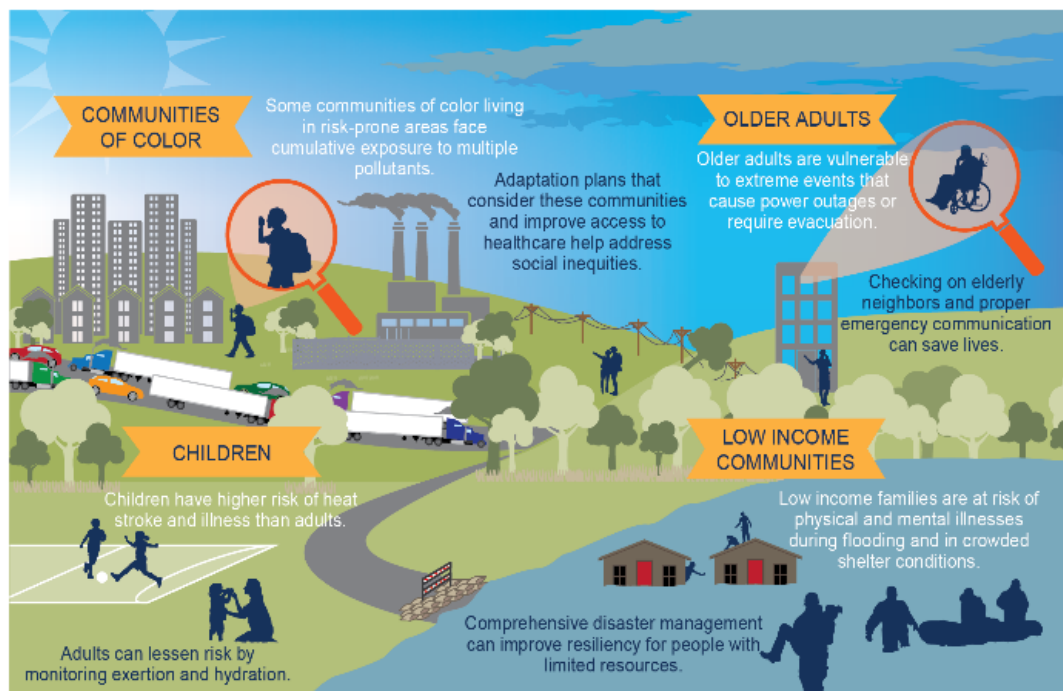 COMMUNITIES
OF COLOR
Some communities of color living
in risk-prone areas face
cumulative exposure to multiple
pollutants.
Adaptation plans that
consider these communities
and improve access to
healthcare help address
social inequities.
OLDER ADULTS
Older adults are vulnerable
to extreme events that
cause power outages or
require evacuation.
Checking on elderly
neighbors and proper
emergency communication
can save lives.
CHILDREN
Children have higher risk of heat
stroke and illness than adults.
Adults can lessen risk by
monitoring exertion and hydration.
LOW INCOME
COMMUNITIES
Low income families are at risk of
physical and mental illnesses
during flooding and in crowded
shelter conditions.
Comprehensive disaster management
can improve resiliency for people with
limited resources.